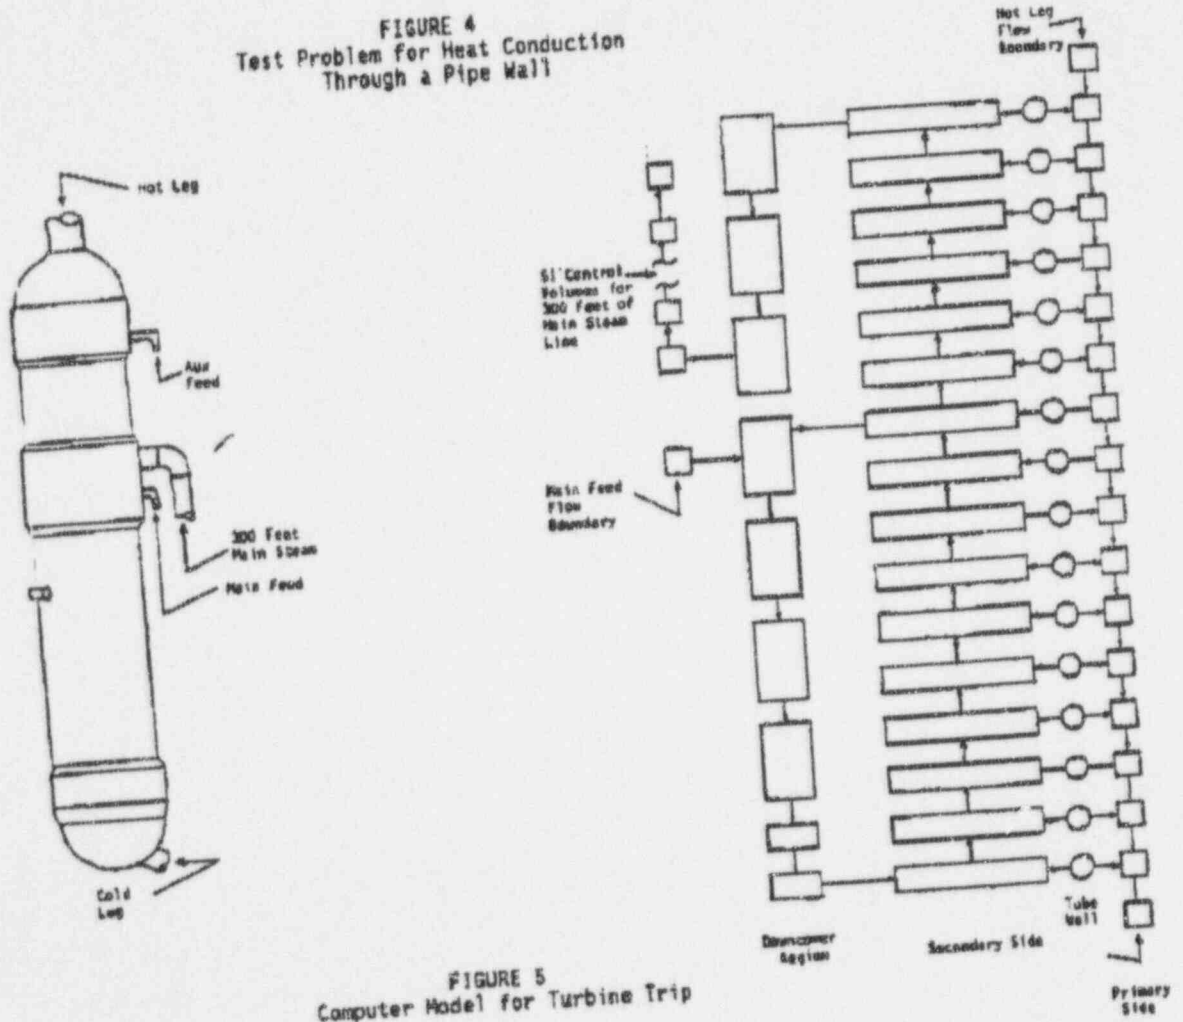 FIGURE 4
Test Problem for Heat Conduction
Through a Pipe Wall
Hot Leg
Flow
Boundary
Hot Leg
Aux
Feed
300 Feet
Main Steam
Main Feed
Cold
Leg
Control
Volumes for
300 Feet of
Main Steam
Line
Main Feed
Flow
Boundary
Downcomer
Region
Secondary Side
Tube
Wall
Primary
Side
FIGURE 5
Computer Model for Turbine Trip